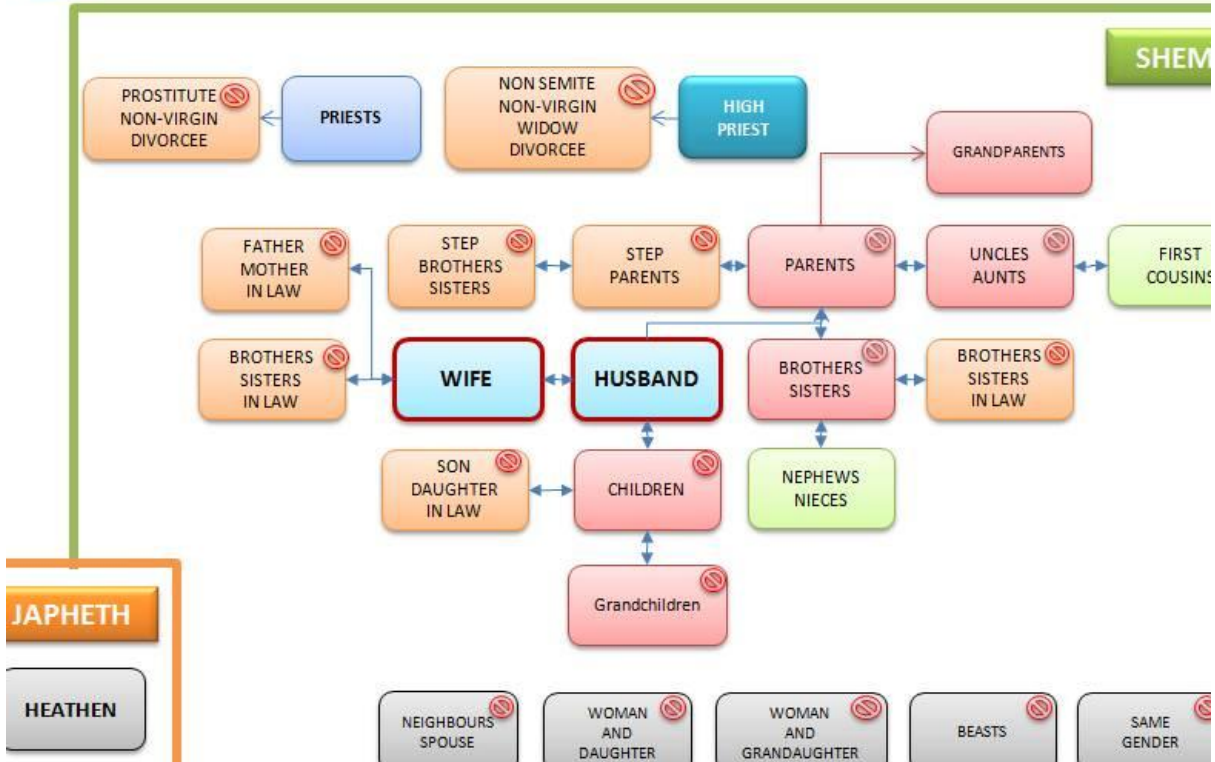 SHEM
PROSTITUTE
NON-VIRGIN
DIVORCEE
PRIESTS
NON SEMITE
NON-VIRGIN
WIDOW
DIVORCEE
HIGH
PRIEST
GRANDPARENTS
FATHER
MOTHER
IN LAW
STEP
BROTHERS
SISTERS
STEP
PARENTS
PARENTS
UNCLES
AUNTS
FIRST
COUSINS
BROTHERS
SISTERS
IN LAW
WIFE
HUSBAND
BROTHERS
SISTERS
BROTHERS
SISTERS
IN LAW
SON
DAUGHTER
IN LAW
CHILDREN
NEPHEWS
NIECES
Grandchildren
JAPHETH
HEATHEN
NEIGHBOURS
SPOUSE
WOMAN
AND
DAUGHTER
WOMAN
AND
GRANDAUGHTER
BEASTS
SAME
GENDER